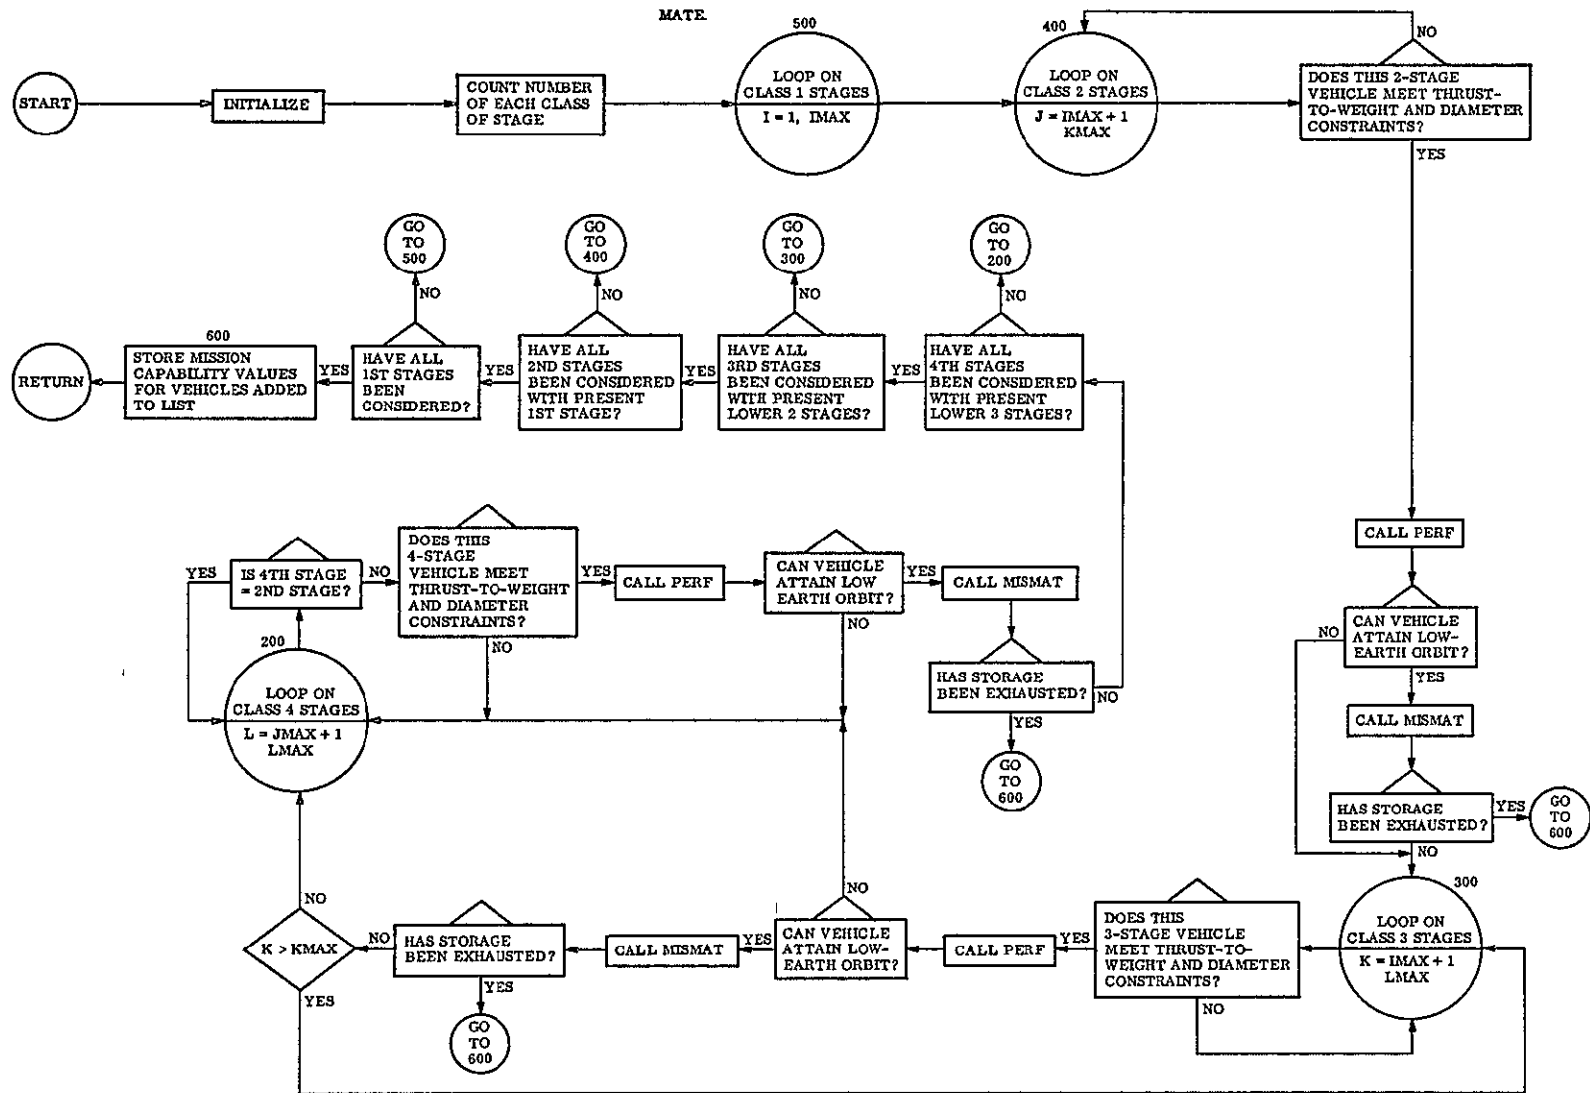 MATE.
START
INITIALIZE
COUNT NUMBER
OF EACH CLASS
OF STAGE
500
LOOP ON
CLASS 1 STAGES
I = 1, IMAX
400
LOOP ON
CLASS 2 STAGES
J = IMAX + 1
KMAX
NO
DOES THIS 2-STAGE
VEHICLE MEET THRUST-
TO-WEIGHT AND DIAMETER
CONSTRAINTS?
YES
GO
TO
500
NO
GO
TO
400
NO
GO
TO
300
NO
GO
TO
200
NO
RETURN
600
STORE MISSION
CAPABILITY VALUES
FOR VEHICLES ADDED
TO LIST
YES
HAVE ALL
1ST STAGES
BEEN
CONSIDERED?
YES
HAVE ALL
2ND STAGES
BEEN CONSIDERED
WITH PRESENT
1ST STAGE?
YES
HAVE ALL
3RD STAGES
BEEN CONSIDERED
WITH PRESENT
LOWER 2 STAGES?
YES
HAVE ALL
4TH STAGES
BEEN CONSIDERED
WITH PRESENT
LOWER 3 STAGES?
YES
IS 4TH STAGE
= 2ND STAGE?
NO
DOES THIS
4-STAGE
VEHICLE MEET
THRUST-TO-WEIGHT
AND DIAMETER
CONSTRAINTS?
YES
NO
CALL PERF
CAN VEHICLE
ATTAIN LOW
EARTH ORBIT?
YES
NO
CALL MISMAT
HAS STORAGE
BEEN EXHAUSTED?
NO
YES
GO
TO
600
CALL PERF
CAN VEHICLE
ATTAIN LOW-
EARTH ORBIT?
NO
YES
CALL MISMAT
HAS STORAGE
BEEN EXHAUSTED?
YES
GO
TO
600
NO
200
LOOP ON
CLASS 4 STAGES
L = JMAX + 1
LMAX
NO
K > KMAX
YES
NO
HAS STORAGE
BEEN EXHAUSTED?
YES
GO
TO
600
CALL MISMAT
YES
NO
CAN VEHICLE
ATTAIN LOW-
EARTH ORBIT?
CALL PERF
YES
DOES THIS
3-STAGE VEHICLE
MEET THRUST-TO-
WEIGHT AND DIAMETER
CONSTRAINTS?
NO
300
LOOP ON
CLASS 3 STAGES
K = IMAX + 1
LMAX